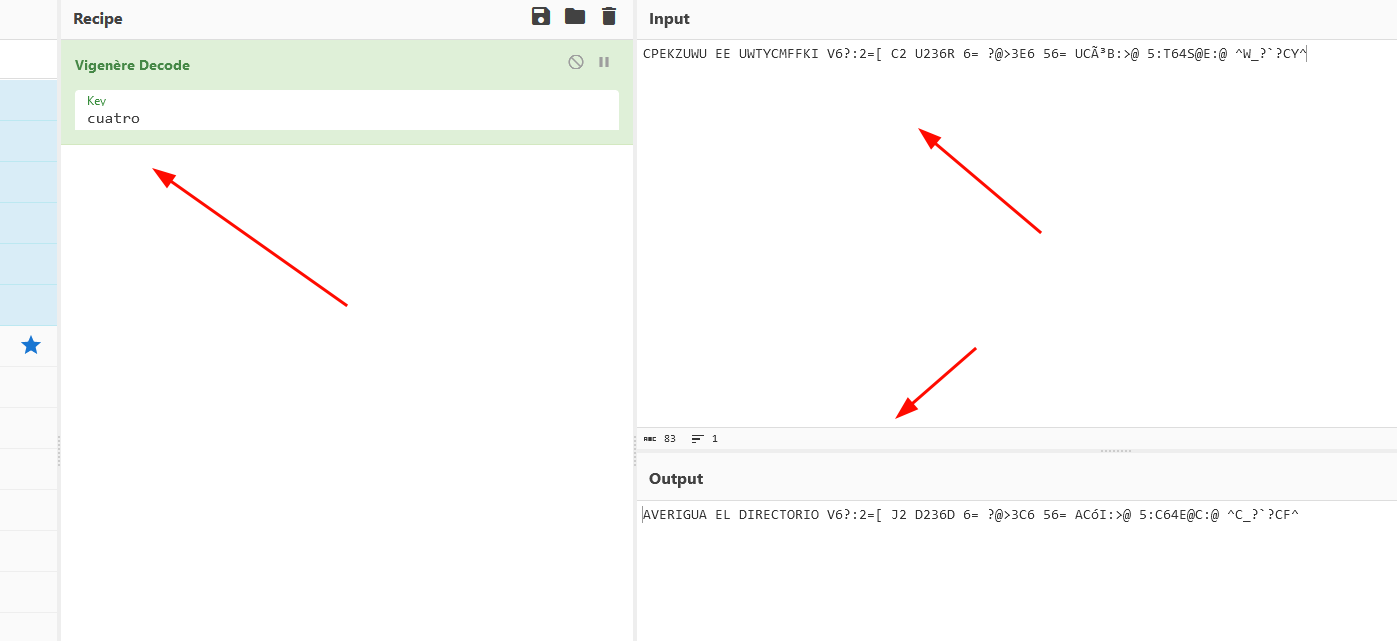 Recipe
Vigenère Decode
Key
cuatro
Input
CPEKZUWU EE UWTYCMFFKI V6?:2=[ C2 U236R 6= ?@>3E6 56= UCÃ³B:>@ 5:T64S@E:@ ^W_?`?CY^
ABC 83 1
Output
AVERIGUA EL DIRECTORIO V6?:2=[ J2 D236D 6= ?@>3C6 56= ACóI:>@ 5:C64E@C:@ ^C_?`?CF^